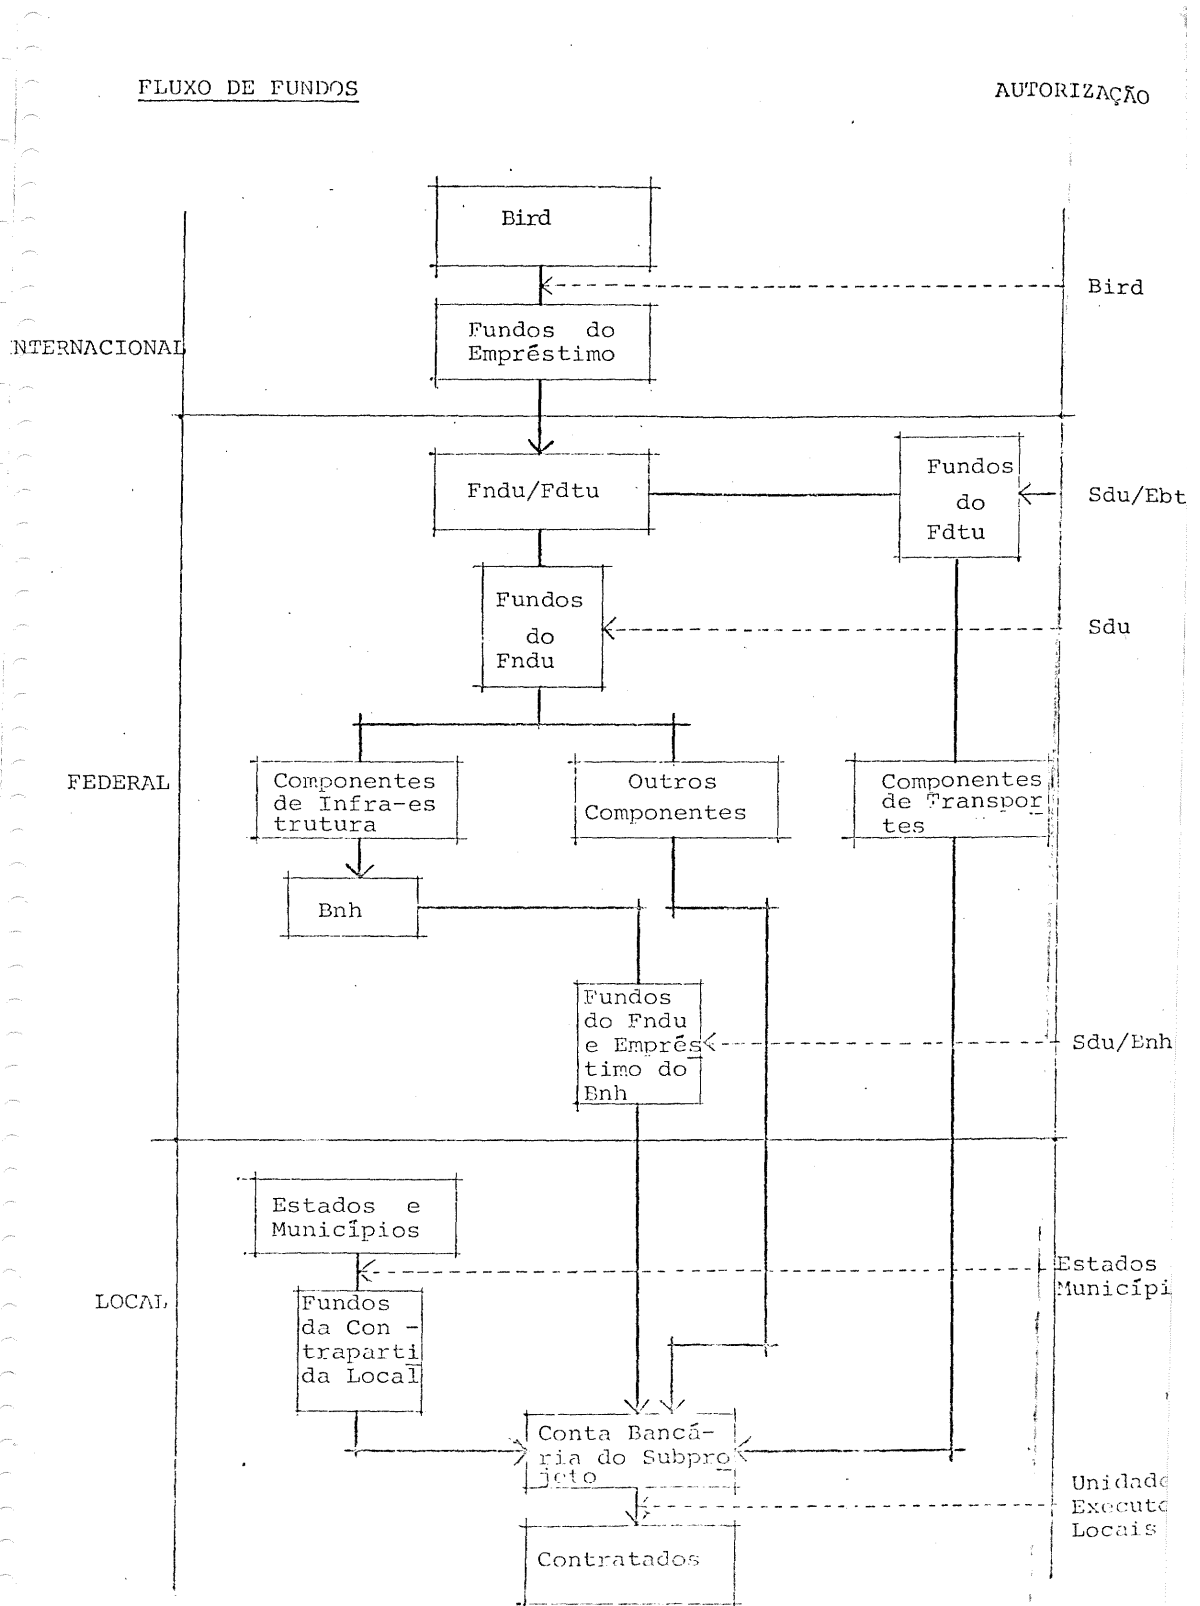 FLUXO DE FUNDOS
AUTORIZAÇÃO
Bird
Bird
Fundos do
Empréstimo
NTERNACIONAL
Fundos
do
Fdtu
Fndu/Fdtu
Sdu/Ebt
Fundos
do
Fndu
Sdu
FEDERAL
Componentes
de Infra-es
trutura
Outros
Componentes
Componentes
de Transpor
tes
Bnh
Fundos
do Fndu
e Emprés
timo do
Bnh
Sdu/Bnh
Estados e
Municípios
Estados
Municípi
LOCAL
Fundos
da Con -
traparti
da Local
Conta Bancá-
ria do Subpro
jeto
Unidade
Executo
Locais
Contratados